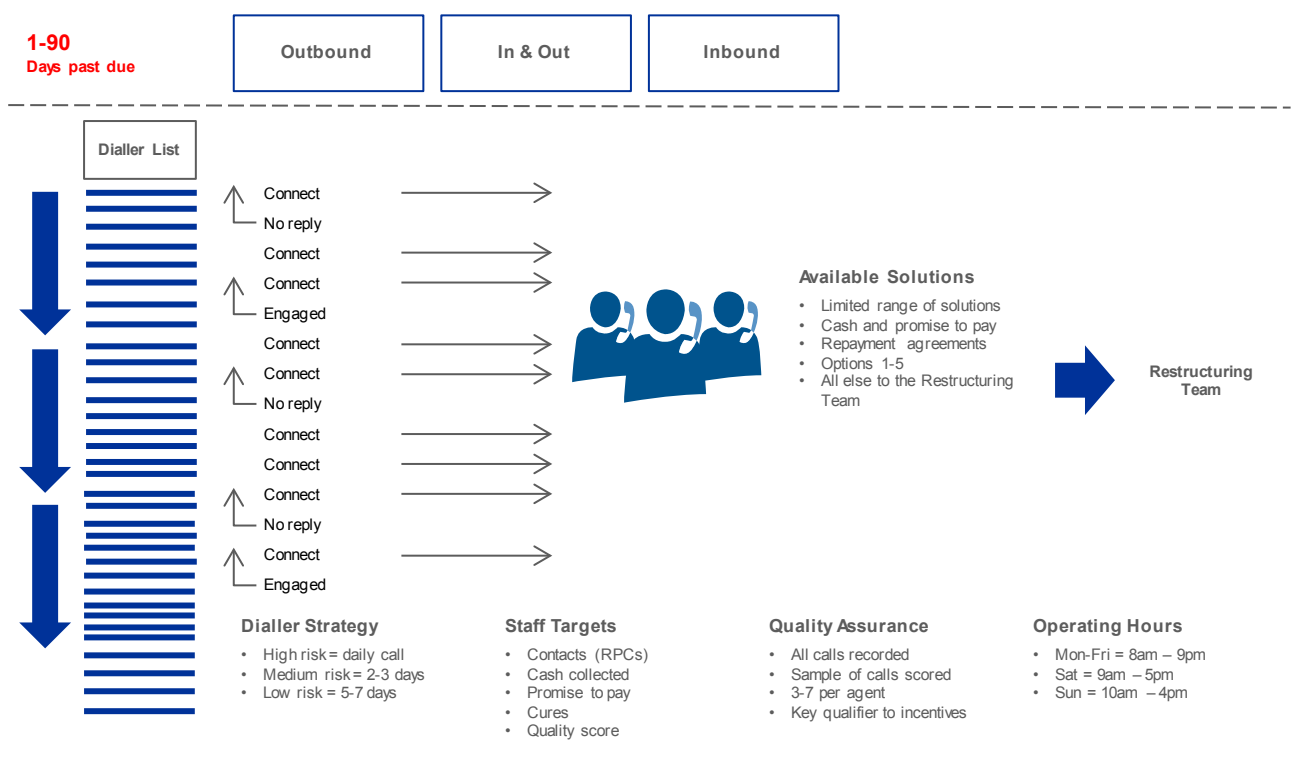 1-90
Days past due
Outbound
In & Out
Inbound
Dialler List
Connect
No reply
Connect
Connect
Engaged
Connect
Connect
No reply
Connect
Connect
Connect
No reply
Connect
Engaged
Available Solutions
• Limited range of solutions
• Cash and promise to pay
• Repayment agreements
• Options 1-5
• All else to the Restructuring
Team
Restructuring
Team
Dialler Strategy
• High risk = daily call
• Medium risk = 2-3 days
• Low risk = 5-7 days
Staff Targets
• Contacts (RPCs)
• Cash collected
• Promise to pay
• Cures
• Quality score
Quality Assurance
• All calls recorded
• Sample of calls scored
• 3-7 per agent
• Key qualifier to incentives
Operating Hours
• Mon-Fri = 8am – 9pm
• Sat = 9am – 5pm
• Sun = 10am – 4pm